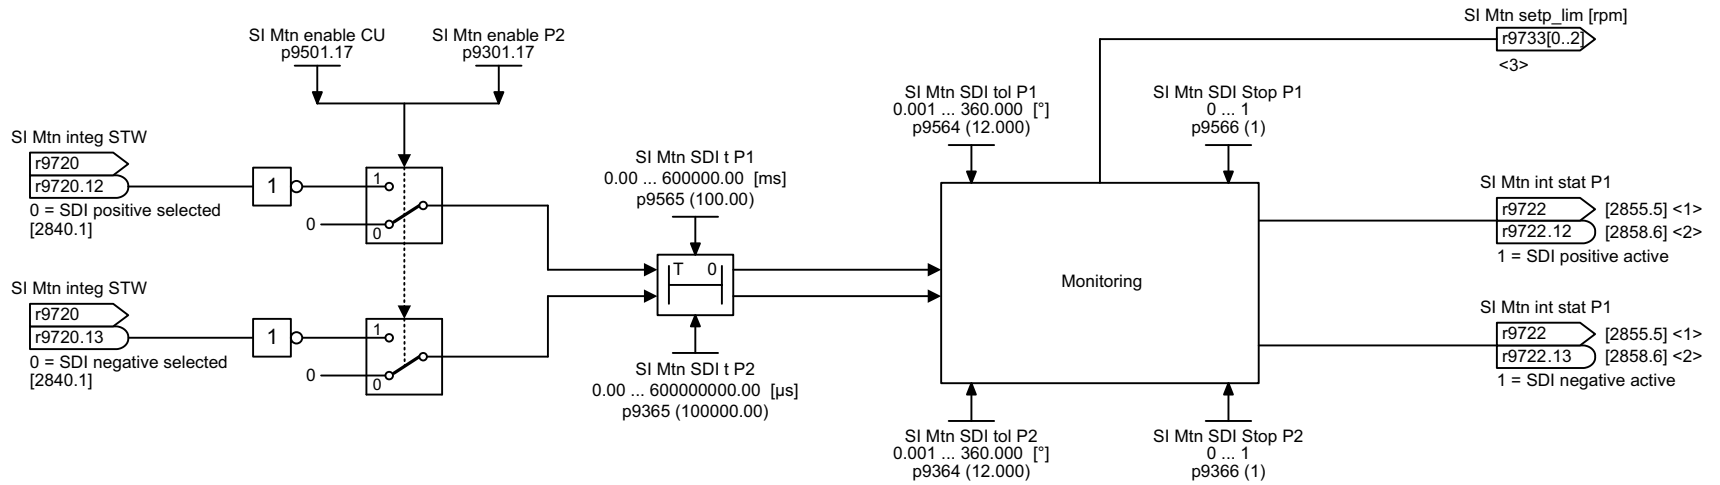 SI Mtn setp_lim [rpm]
r9733[0..2]
<3>
SI Mtn enable CU
p9501.17
SI Mtn enable P2
p9301.17
SI Mtn SDI tol P1
0.001 ... 360.000 [°]
p9564 (12.000)
SI Mtn SDI Stop P1
0 ... 1
p9566 (1)
SI Mtn integ STW
r9720
r9720.12
0 = SDI positive selected
[2840.1]
1
1
0
0
SI Mtn SDI t P1
0.00 ... 600000.00 [ms]
p9565 (100.00)
T 0
Monitoring
SI Mtn int stat P1
r9722 [2855.5] <1>
r9722.12 [2858.6] <2>
1 = SDI positive active
SI Mtn integ STW
r9720
r9720.13
0 = SDI negative selected
[2840.1]
1
1
0
0
SI Mtn SDI t P2
0.00 ... 600000000.00 [µs]
p9365 (100000.00)
SI Mtn int stat P1
r9722 [2855.5] <1>
r9722.13 [2858.6] <2>
1 = SDI negative active
SI Mtn SDI tol P2
0.001 ... 360.000 [°]
p9364 (12.000)
SI Mtn SDI Stop P2
0 ... 1
p9366 (1)